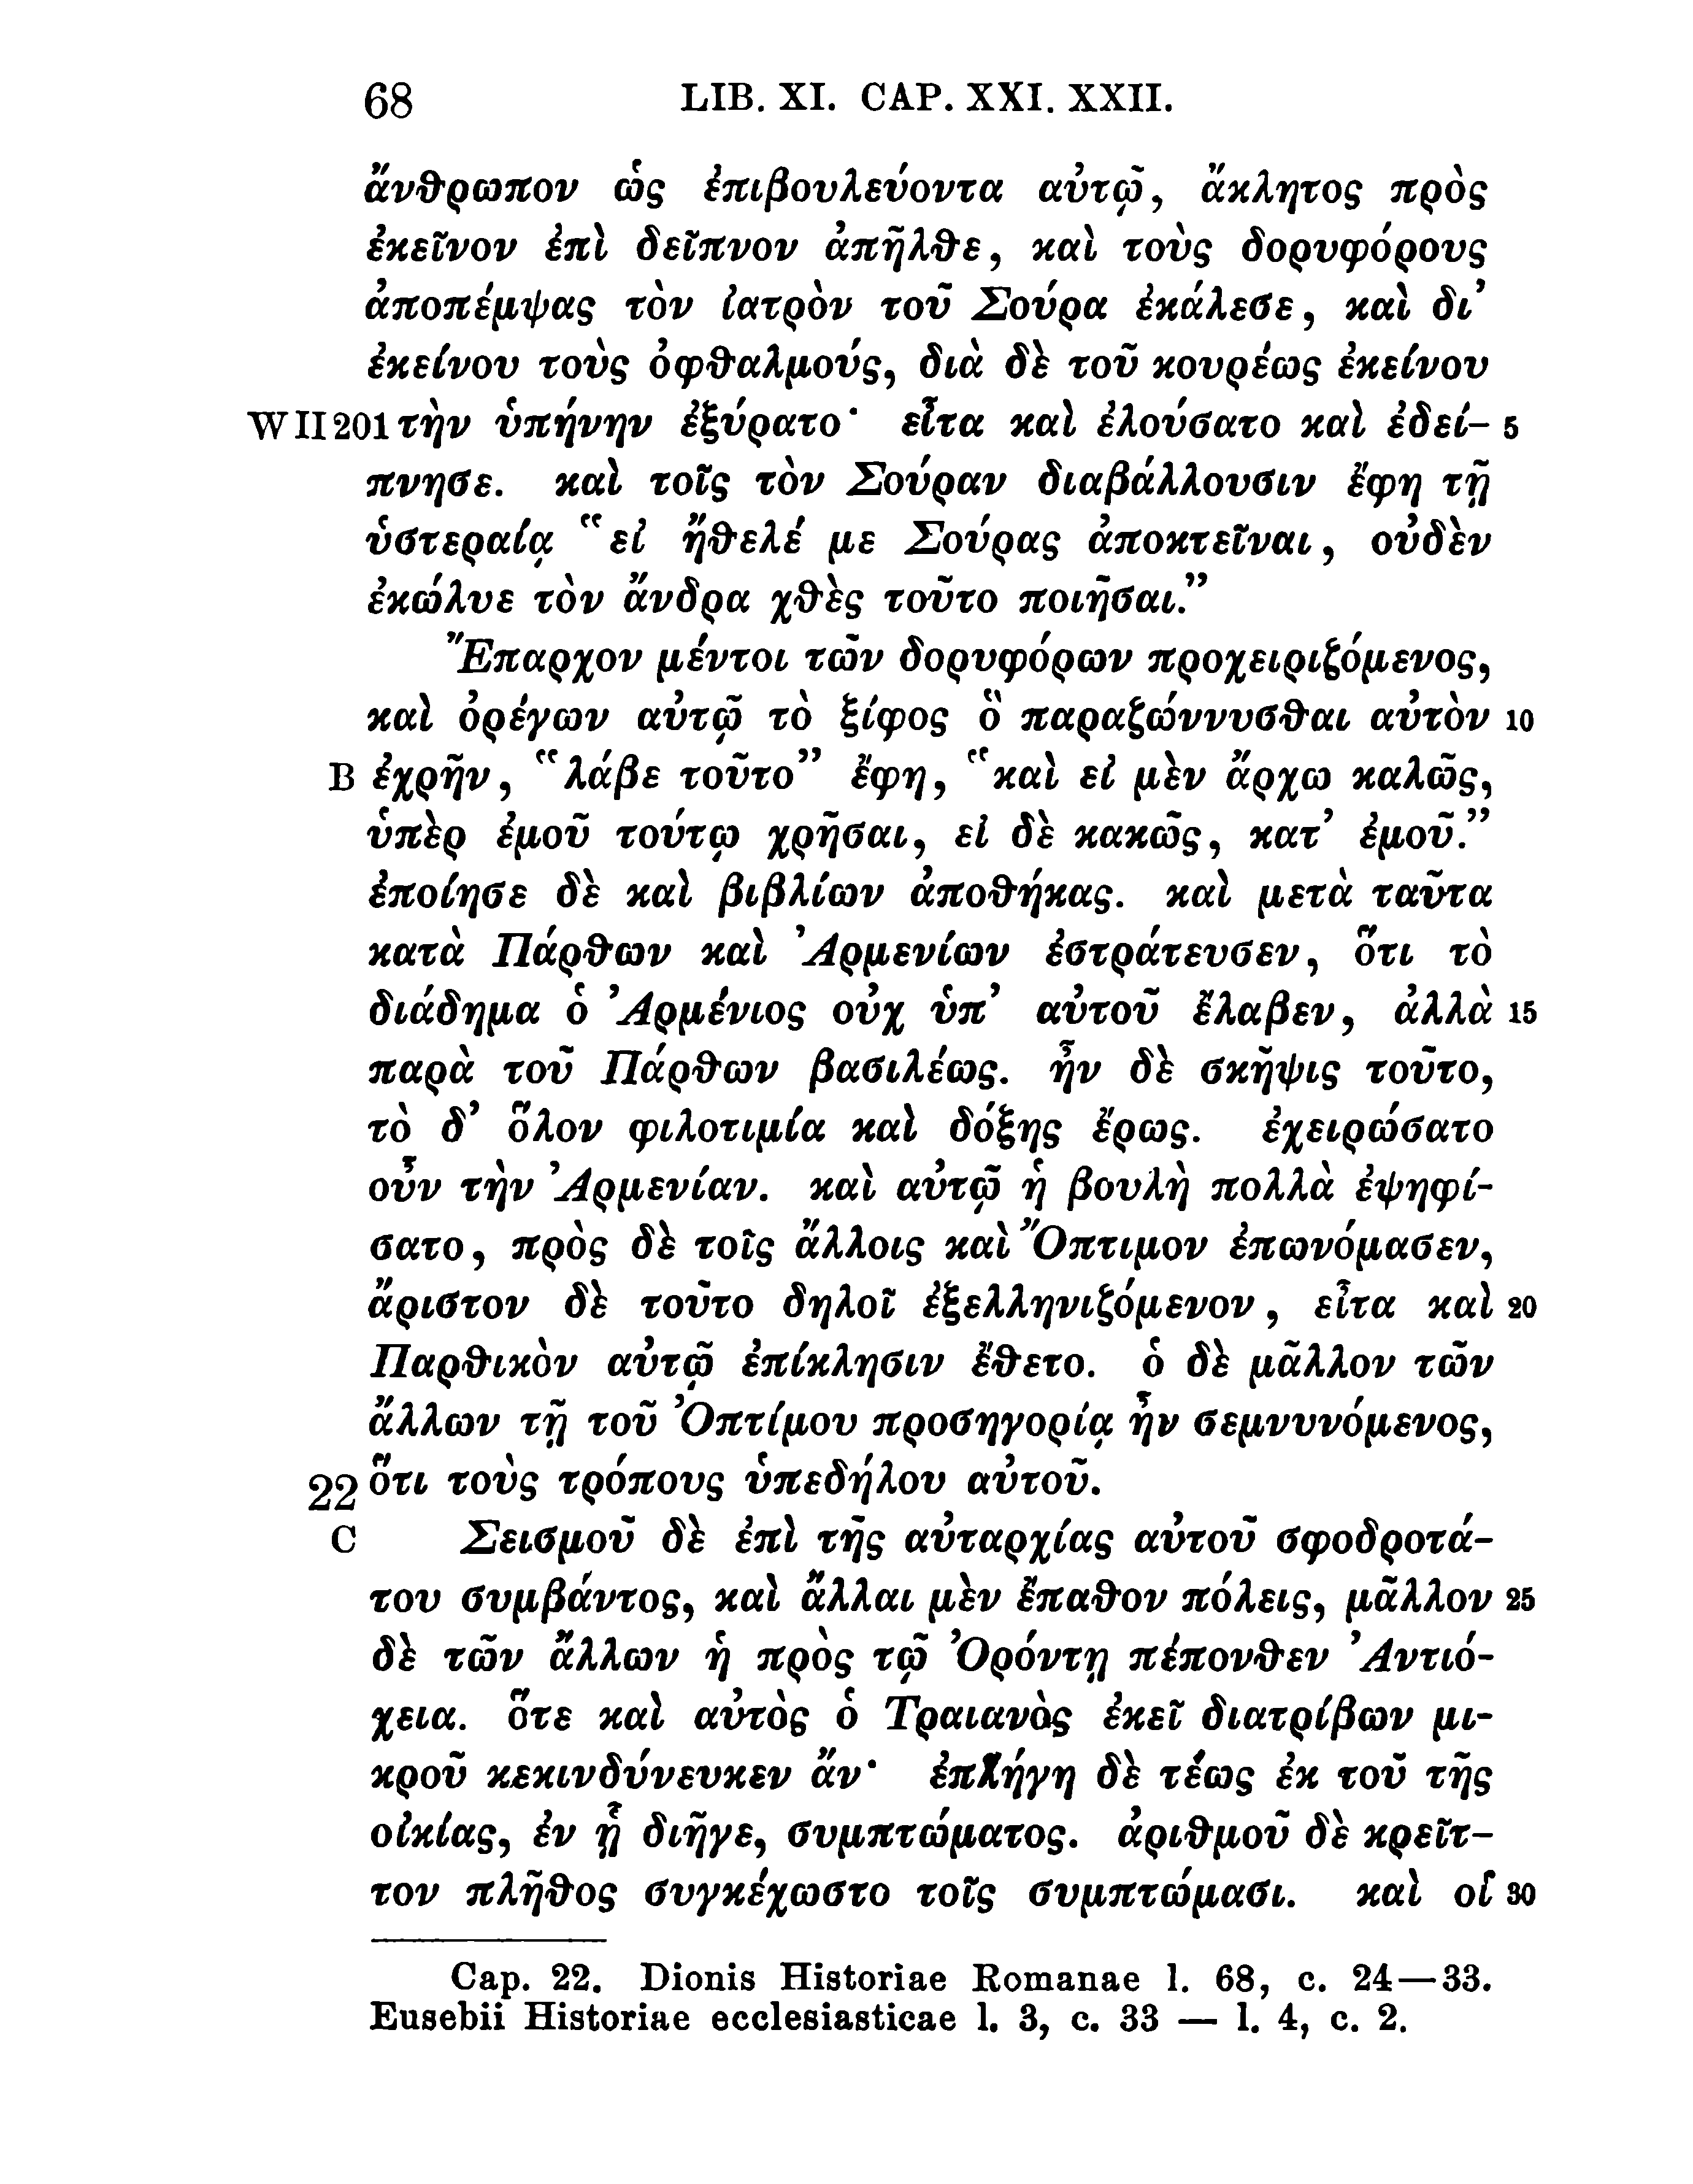 68 LIB. XI. CAP. XXI. XXII.
ἄνθρωπον ὡς ἐπιβουλεύοντα αὐτῷ, ἄκλητος πρὸς
ἐκεῖνον ἐπὶ δεῖπνον ἀπῆλθε, καὶ τοὺς δορυφόρους
ἀποπέμψας τὸν ἰατρὸν τοῦ Σούρα ἐκάλεσε, καὶ δι’
ἐκείνου τοὺς ὀφθαλμούς, διὰ δὲ τοῦ κουρέως ἐκείνου
W II 201 τὴν ὑπήνην ἐξύρατο· εἶτα καὶ ἐλούσατο καὶ ἐδεί- 5
πνησε. καὶ τοῖς τὸν Σούραν διαβάλλουσιν ἔφη τῇ
ὑστεραίᾳ “εἰ ἤθελέ με Σούρας ἀποκτεῖναι, οὐδὲν
ἐκώλυε τὸν ἄνδρα χθὲς τοῦτο ποιῆσαι.”
Ἔπαρχον μέντοι τῶν δορυφόρων προχειριζόμενος,
καὶ ὀρέγων αὐτῷ τὸ ξίφος ὃ παραζώννυσθαι αὐτὸν 10
B ἐχρῆν, “λάβε τοῦτο” ἔφη, “καὶ εἰ μὲν ἄρχω καλῶς,
ὑπὲρ ἐμοῦ τούτῳ χρῆσαι, εἰ δὲ κακῶς, κατ’ ἐμοῦ.”
ἐποίησε δὲ καὶ βιβλίων ἀποθήκας. καὶ μετὰ ταῦτα
κατὰ Πάρθων καὶ Ἀρμενίων ἐστράτευσεν, ὅτι τὸ
διάδημα ὁ Ἀρμένιος οὐχ ὑπ’ αὐτοῦ ἔλαβεν, ἀλλὰ 15
παρὰ τοῦ Πάρθων βασιλέως. ἦν δὲ σκῆψις τοῦτο,
τὸ δ’ ὅλον φιλοτιμία καὶ δόξης ἔρως. ἐχειρώσατο
οὖν τὴν Ἀρμενίαν. καὶ αὐτῷ ἡ βουλὴ πολλὰ ἐψηφί-
σατο, πρὸς δὲ τοῖς ἄλλοις καὶ Ὄπτιμον ἐπωνόμασεν,
ἄριστον δὲ τοῦτο δηλοῖ ἐξελληνιζόμενον, εἶτα καὶ 20
Παρθικὸν αὐτῷ ἐπίκλησιν ἔθετο. ὁ δὲ μᾶλλον τῶν
ἄλλων τῇ τοῦ Ὀπτίμου προσηγορίᾳ ἦν σεμνυνόμενος,
22 ὅτι τοὺς τρόπους ὑπεδήλου αὐτοῦ.
C Σεισμοῦ δὲ ἐπὶ τῆς αὐταρχίας αὐτοῦ σφοδροτά-
του συμβάντος, καὶ ἄλλαι μὲν ἔπαθον πόλεις, μᾶλλον 25
δὲ τῶν ἄλλων ἡ πρὸς τῷ Ὀρόντῃ πέπονθεν Ἀντιό-
χεια. ὅτε καὶ αὐτὸς ὁ Τραιανὸς ἐκεῖ διατρίβων μι-
κροῦ κεκινδύνευκεν ἄν· ἐπλήγη δὲ τέως ἐκ τοῦ τῆς
οἰκίας, ἐν ᾗ διῆγε, συμπτώματος. ἀριθμοῦ δὲ κρεῖτ-
τον πλῆθος συγκέχωστο τοῖς συμπτώμασι. καὶ οἵ 30
Cap. 22. Dionis Historiae Romanae l. 68, c. 24—33.
Eusebii Historiae ecclesiasticae l. 3, c. 33 — l. 4, c. 2.